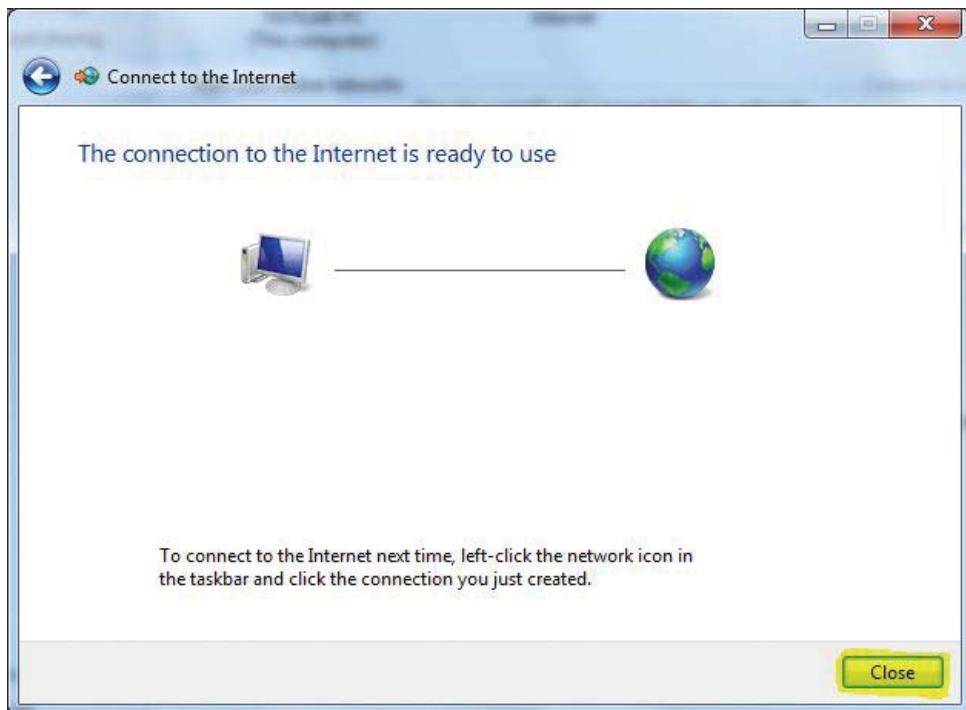 Connect to the Internet
The connection to the Internet is ready to use
To connect to the Internet next time, left-click the network icon in
the taskbar and click the connection you just created.
Close